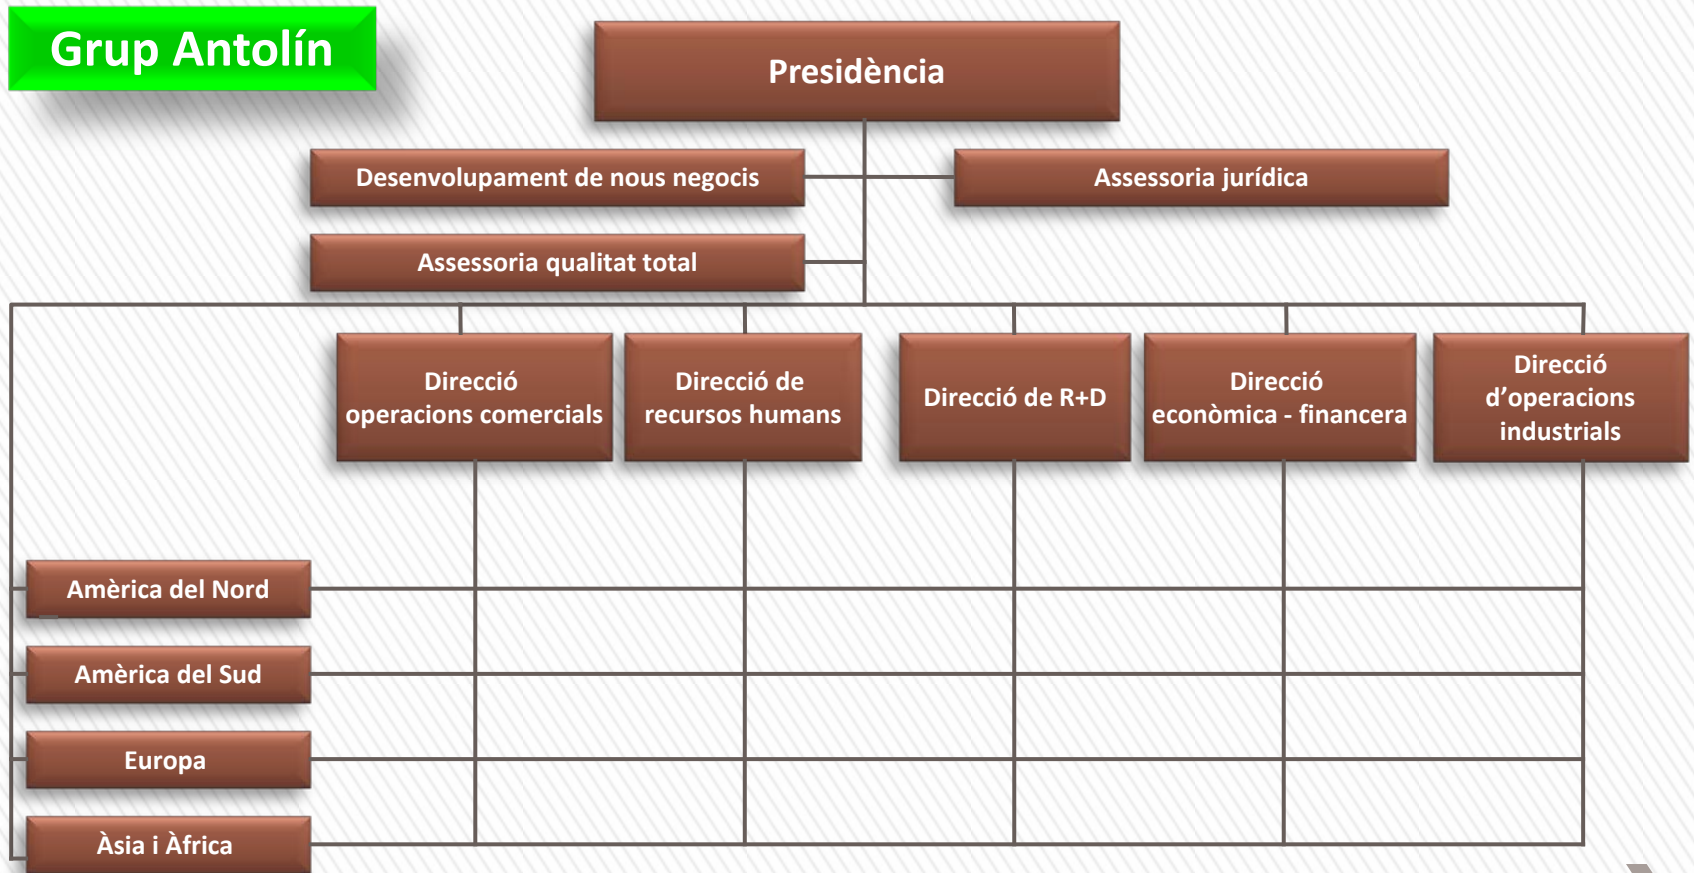 Grup Antolín
Presidència
Desenvolupament de nous negocis
Assessoria jurídica
Assessoria qualitat total
Direcció
operacions comercials
Direcció de
recursos humans
Direcció de R+D
Direcció
econòmica - financera
Direcció
d’operacions
industrials
Amèrica del Nord
Amèrica del Sud
Europa
Àsia i Àfrica